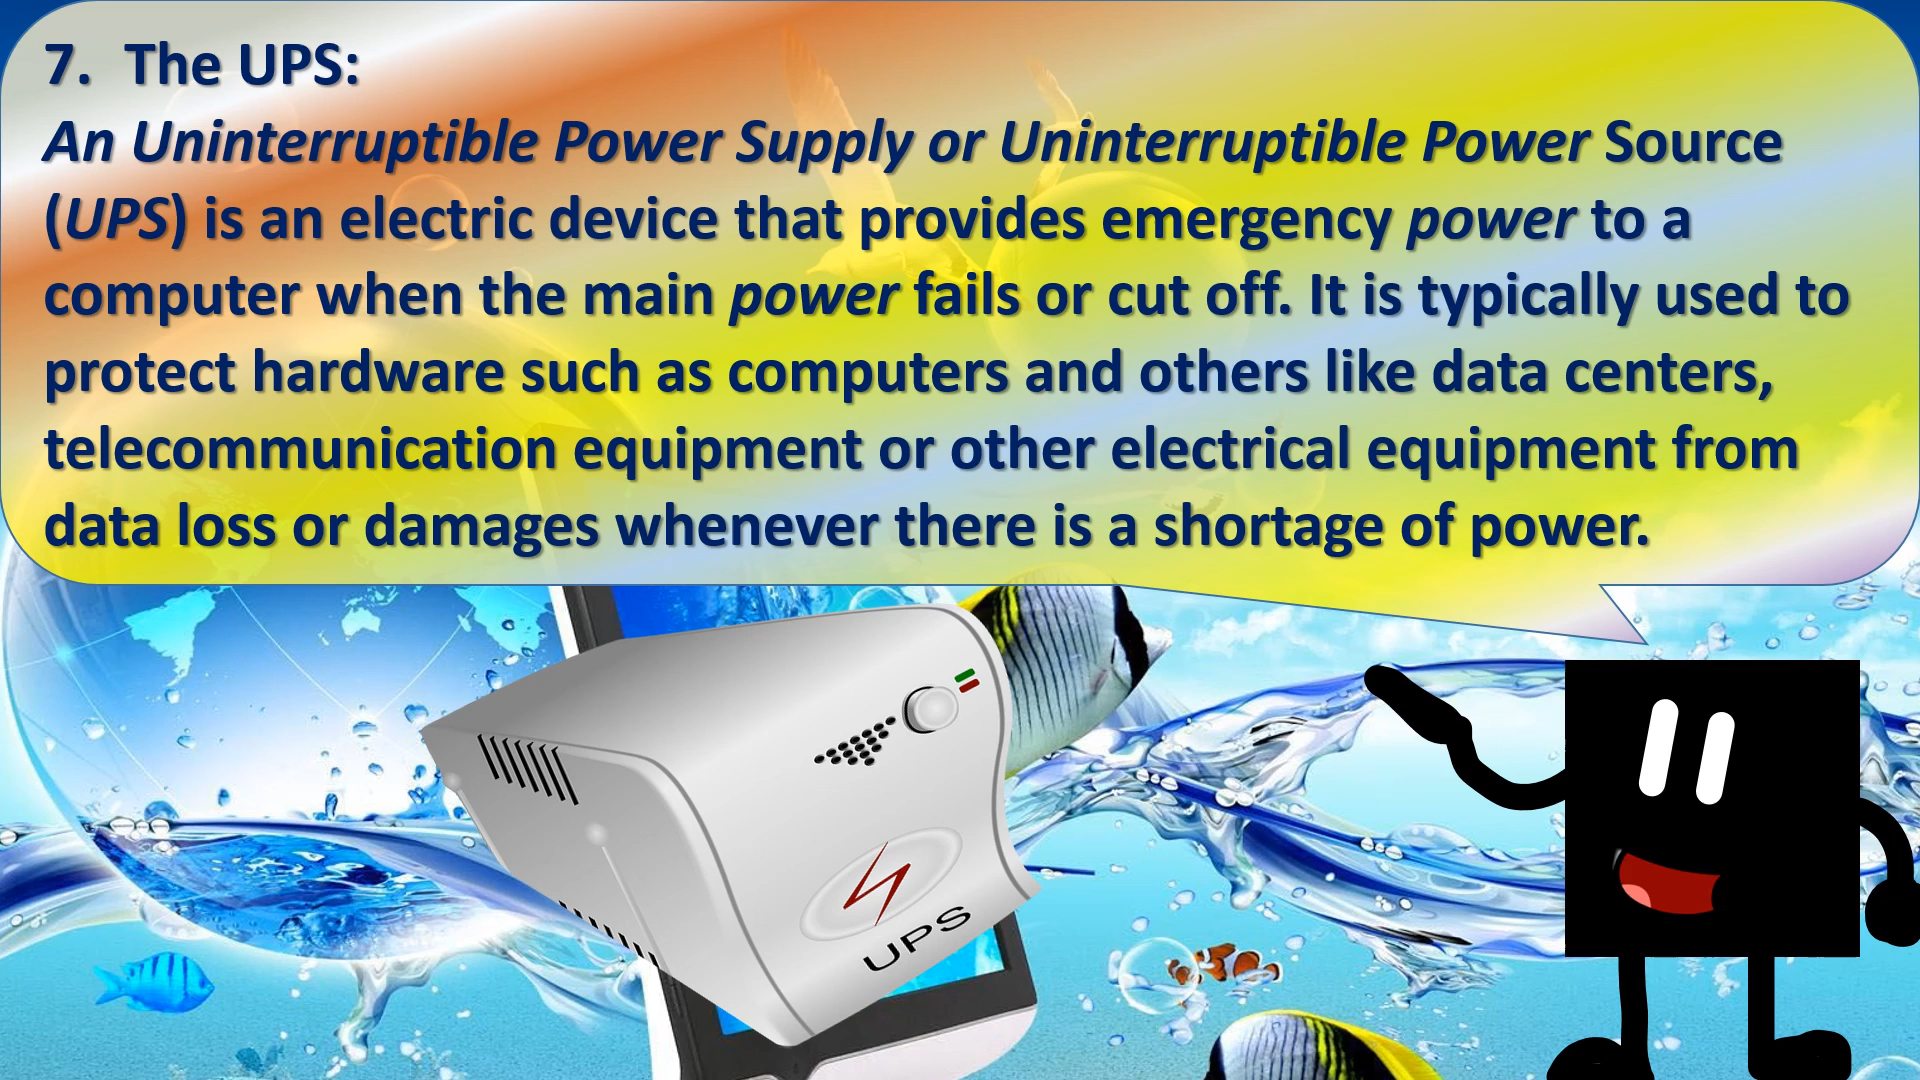 7. The UPS:
An Uninterruptible Power Supply or Uninterruptible Power Source
(UPS) is an electric device that provides emergency power to a
computer when the main power fails or cut off. It is typically used to
protect hardware such as computers and others like data centers,
telecommunication equipment or other electrical equipment from
data loss or damages whenever there is a shortage of power.
UPS